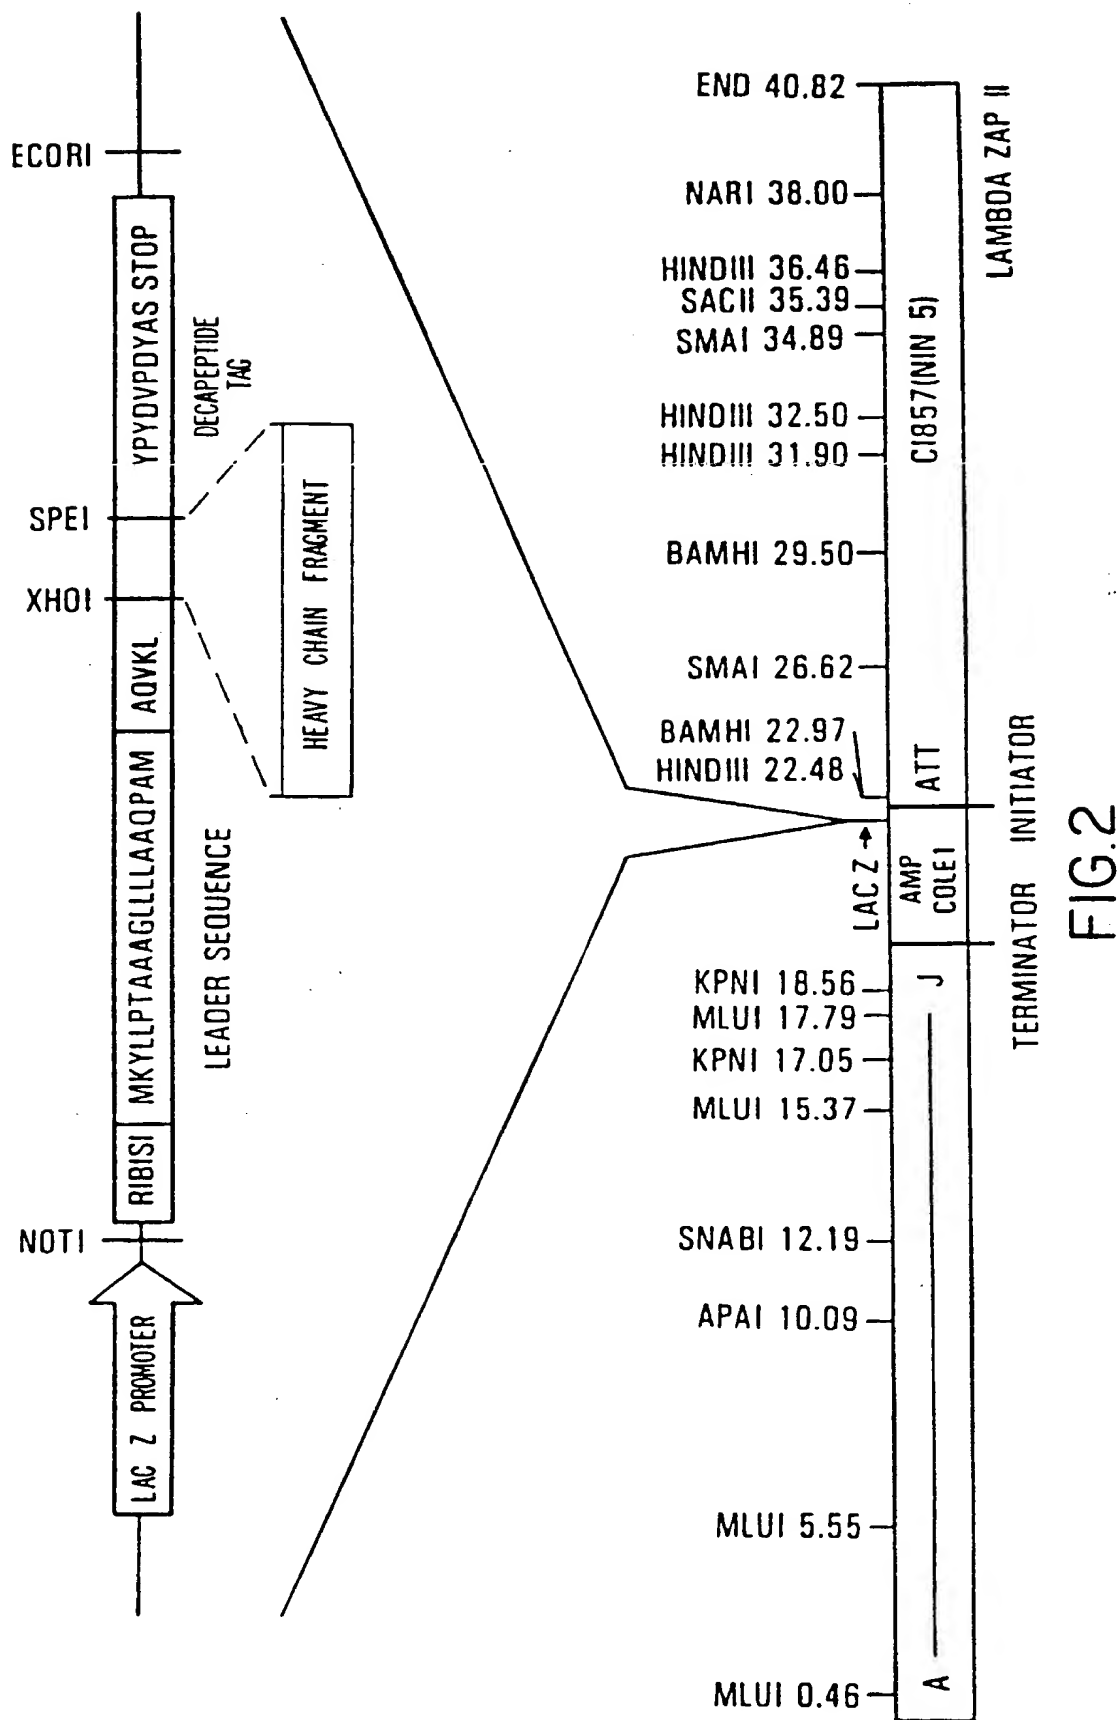 ECORI
SPEI
XHOI
NOTI
LAC Z PROMOTER
RIBISI
MKYLLPTAAAGLLLLAAQPAM
AQVKL
YPYDVPDYAS STOP
LEADER SEQUENCE
DECAPEPTIDE
TAG
HEAVY CHAIN FRAGMENT
END 40.82
NARI 38.00
HINDIII 36.46
SACII 35.39
SMAI 34.89
HINDIII 32.50
HINDIII 31.90
BAMHI 29.50
SMAI 26.62
BAMHI 22.97
HINDIII 22.48
LAC Z
KPNI 18.56
MLUI 17.79
KPNI 17.05
MLUI 15.37
SNABI 12.19
APAI 10.09
MLUI 5.55
MLUI 0.46
A
J
AMP
COLE1
ATT
CI857(NIN 5)
TERMINATOR
INITIATOR
LAMBDA ZAP II
FIG.2